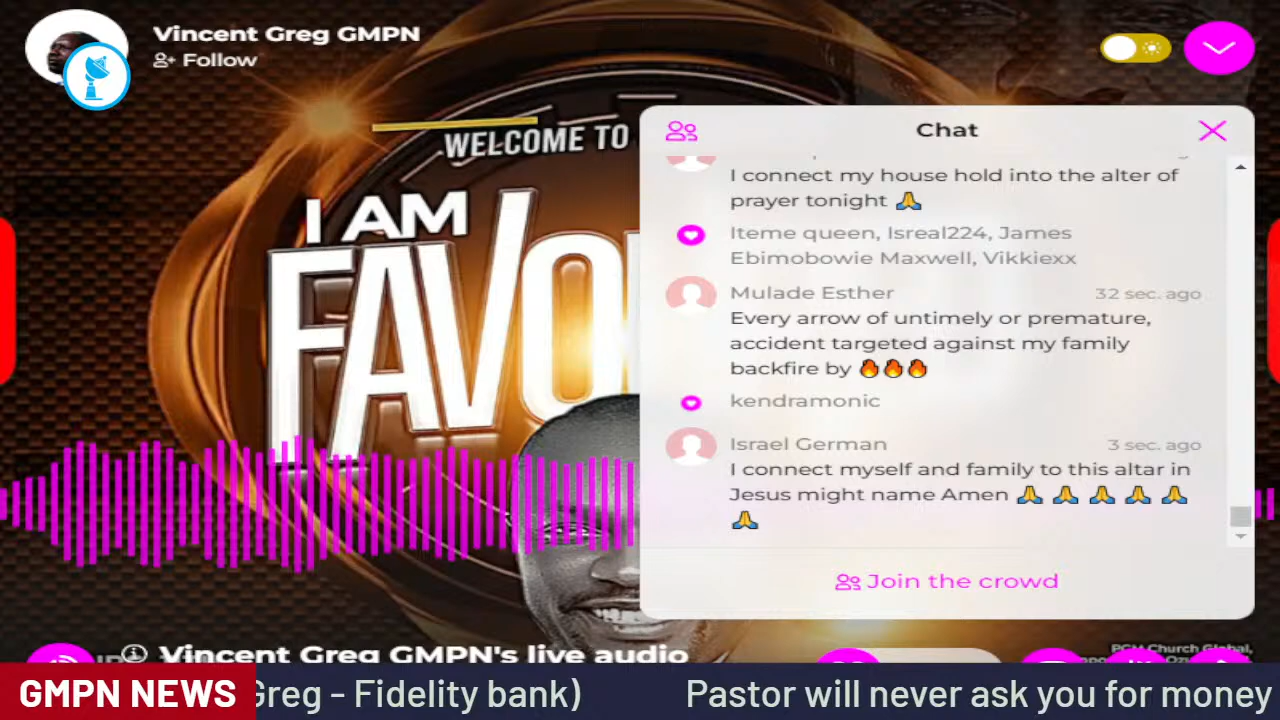 Vincent Greg GMPN
Follow
WELCOME TO
I AM
FAVO
Chat
I connect my house hold into the alter of
prayer tonight 🙏
Iteme queen, Isreal224, James
Ebimobowie Maxwell, Vikkiexx
Mulade Esther 32 sec. ago
Every arrow of untimely or premature,
accident targeted against my family
backfire by 🔥🔥🔥
kendramonic
Israel German 3 sec. ago
I connect myself and family to this altar in
Jesus might name Amen 🙏 🙏 🙏 🙏 🙏
🙏
Join the crowd
Vincent Greg GMPN's live audio
PGM Church Global,
GMPN NEWS Greg - Fidelity bank) Pastor will never ask you for money